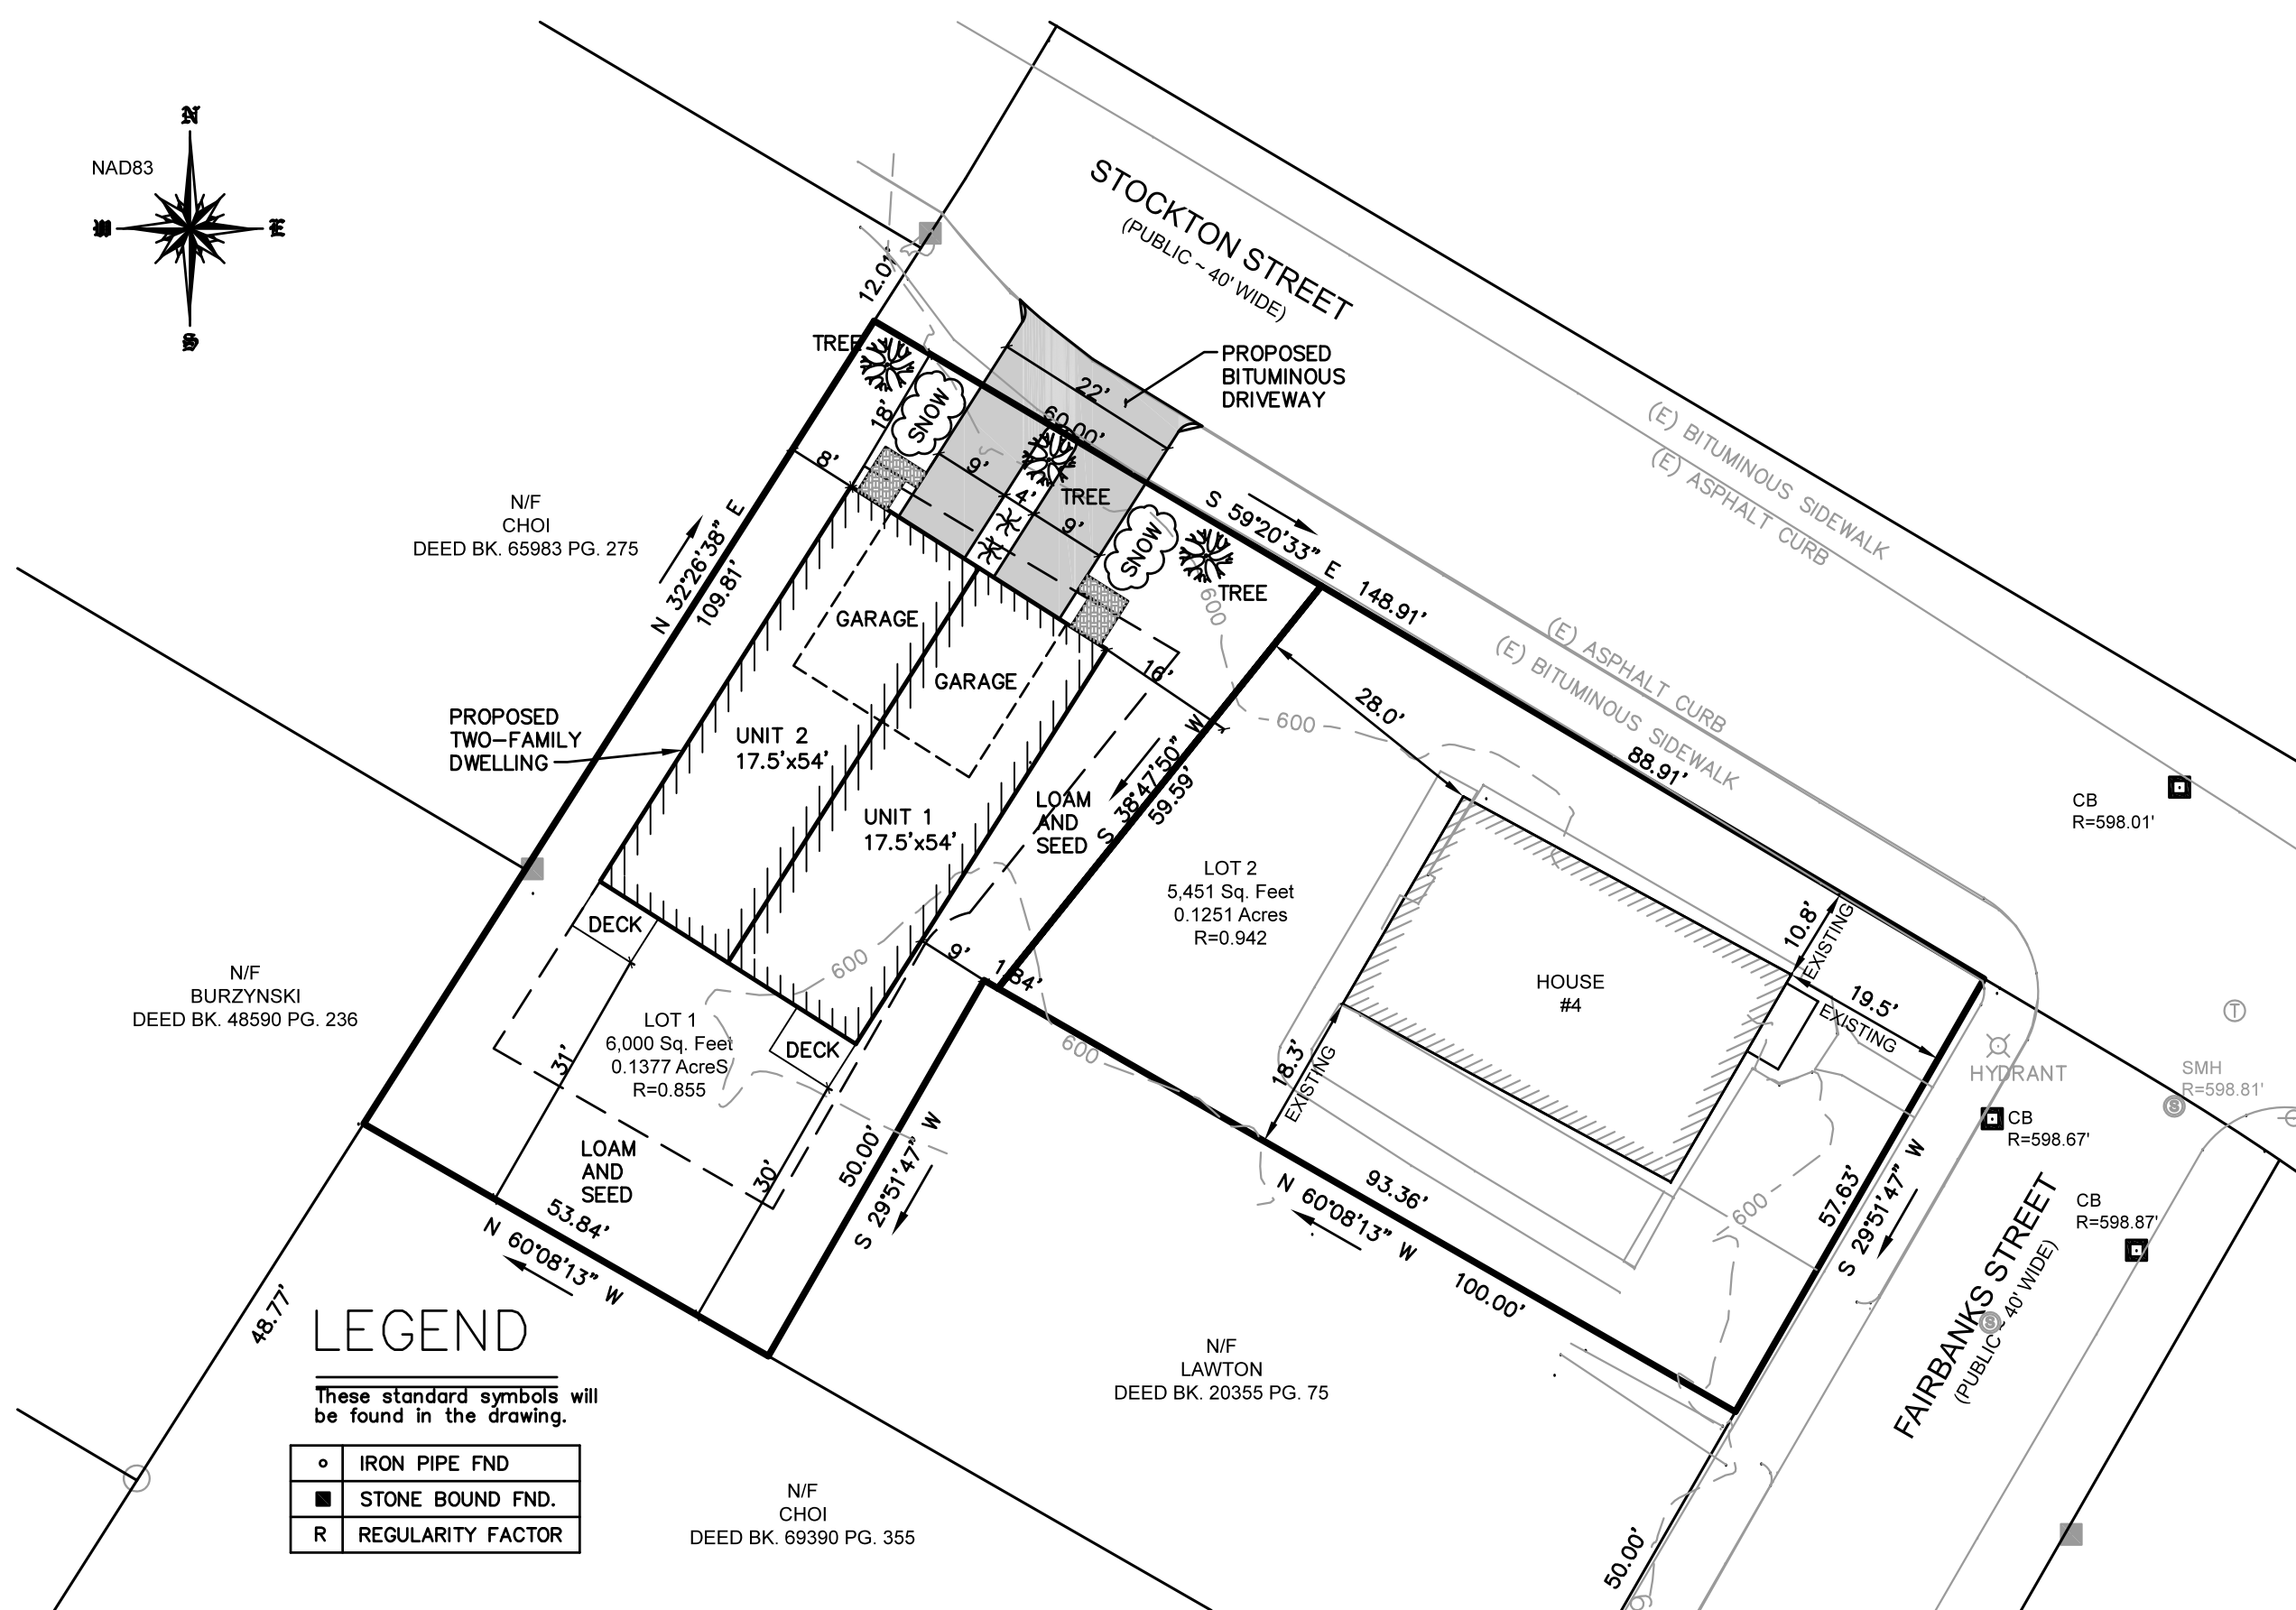 N
NAD83
W
E
S
STOCKTON STREET
(PUBLIC ~ 40' WIDE)
12.01'
TREE
PROPOSED
BITUMINOUS
DRIVEWAY
22'
60.00'
18'
SNOW
8'
9'
4'
9'
TREE
SNOW
TREE
(E) BITUMINOUS SIDEWALK
(E) ASPHALT CURB
N/F
CHOI
DEED BK. 65983 PG. 275
N 32°26'38" E
109.81'
S 59°20'33" E 148.91'
600
(E) ASPHALT CURB
(E) BITUMINOUS SIDEWALK
GARAGE
GARAGE
16'
28.0'
600
88.91'
PROPOSED
TWO-FAMILY
DWELLING
UNIT 2
17.5'x54'
UNIT 1
17.5'x54'
LOAM
AND
SEED
S 38°47'50" W
59.59'
CB
R=598.01'
LOT 2
5,451 Sq. Feet
0.1251 Acres
R=0.942
DECK
600
9'
1.84'
10.8'
EXISTING
19.5'
EXISTING
HOUSE
#4
N/F
BURZYNSKI
DEED BK. 48590 PG. 236
LOT 1
6,000 Sq. Feet
0.1377 AcreS
R=0.855
31'
DECK
600
18.3'
EXISTING
T
HYDRANT
SMH
R=598.81'
S
CB
R=598.67'
LOAM
AND
SEED
30'
50.00'
S 29°51'47" W
53.84'
N 60°08'13" W
93.36'
N 60°08'13" W 100.00'
600
57.63'
S 29°51'47" W
CB
R=598.87'
FAIRBANKS STREET
(PUBLIC ~ 40' WIDE)
S
48.77'
LEGEND
These standard symbols will
be found in the drawing.
IRON PIPE FND
STONE BOUND FND.
R REGULARITY FACTOR
N/F
LAWTON
DEED BK. 20355 PG. 75
N/F
CHOI
DEED BK. 69390 PG. 355
50.00'